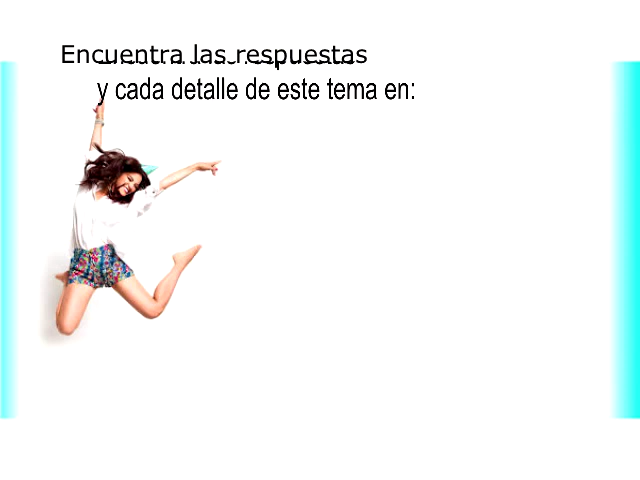 Encuentra las respuestas
y cada detalle de este tema en: